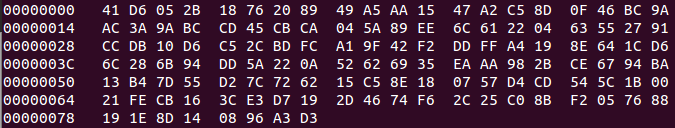 00000000 41 D6 05 2B 18 76 20 89 49 A5 AA 15 47 A2 C5 8D 0F 46 BC 9A
00000014 AC 3A 9A BC CD 45 CB CA 04 5A 89 EE 6C 61 22 04 63 55 27 91
00000028 CC DB 10 D6 C5 2C BD FC A1 9F 42 F2 DD FF A4 19 8E 64 1C D6
0000003C 6C 28 6B 94 DD 5A 22 0A 52 62 69 35 EA AA 98 2B CE 67 94 BA
00000050 13 B4 7D 55 D2 7C 72 62 15 C5 8E 18 07 57 D4 CD 54 5C 1B 00
00000064 21 FE CB 16 3C E3 D7 19 2D 46 74 F6 2C 25 C0 8B F2 05 76 88
00000078 19 1E 8D 14 08 96 A3 D3